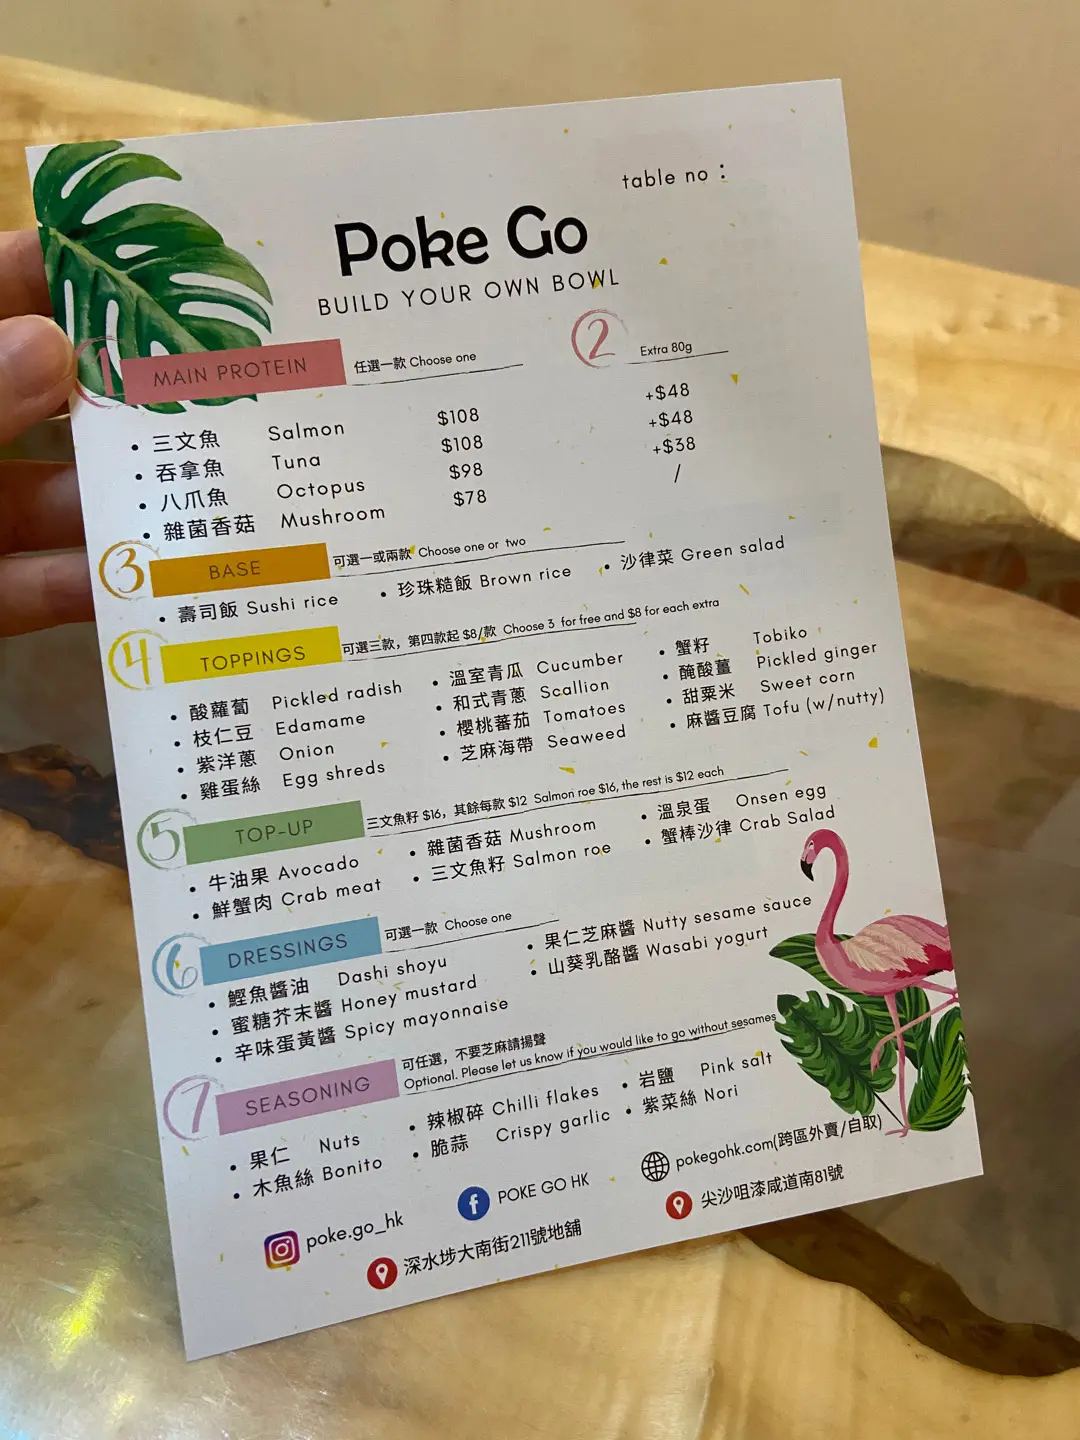 table no：
Poke Go
BUILD YOUR OWN BOWL
1 MAIN PROTEIN 任選一款 Choose one
2 Extra 80g
三文魚 Salmon $108 +$48
吞拿魚 Tuna $108 +$48
八爪魚 Octopus $98 +$38
雜菌香菇 Mushroom $78 /
3 BASE 可選一或兩款 Choose one or two
壽司飯 Sushi rice
珍珠糙飯 Brown rice
沙律菜 Green salad
4 TOPPINGS 可選三款，第四款起 $8/款 Choose 3 for free and $8 for each extra
酸蘿蔔 Pickled radish
枝仁豆 Edamame
紫洋蔥 Onion
雞蛋絲 Egg shreds
溫室青瓜 Cucumber
和式青蔥 Scallion
櫻桃蕃茄 Tomatoes
芝麻海帶 Seaweed
蟹籽 Tobiko
醃酸薑 Pickled ginger
甜粟米 Sweet corn
麻醬豆腐 Tofu (w/nutty)
5 TOP-UP 三文魚籽 $16，其餘每款 $12 Salmon roe $16, the rest is $12 each
牛油果 Avocado
鮮蟹肉 Crab meat
雜菌香菇 Mushroom
三文魚籽 Salmon roe
溫泉蛋 Onsen egg
蟹棒沙律 Crab Salad
6 DRESSINGS 可選一款 Choose one
鰹魚醬油 Dashi shoyu
蜜糖芥末醬 Honey mustard
辛味蛋黃醬 Spicy mayonnaise
果仁芝麻醬 Nutty sesame sauce
山葵乳酪醬 Wasabi yogurt
7 SEASONING 可任選，不要芝麻請揚聲
Optional. Please let us know if you would like to go without sesames
果仁 Nuts
木魚絲 Bonito
辣椒碎 Chilli flakes
脆蒜 Crispy garlic
岩鹽 Pink salt
紫菜絲 Nori
poke.go_hk
POKE GO HK
pokegohk.com(跨區外賣/自取)
深水埗大南街211號地舖
尖沙咀漆咸道南81號